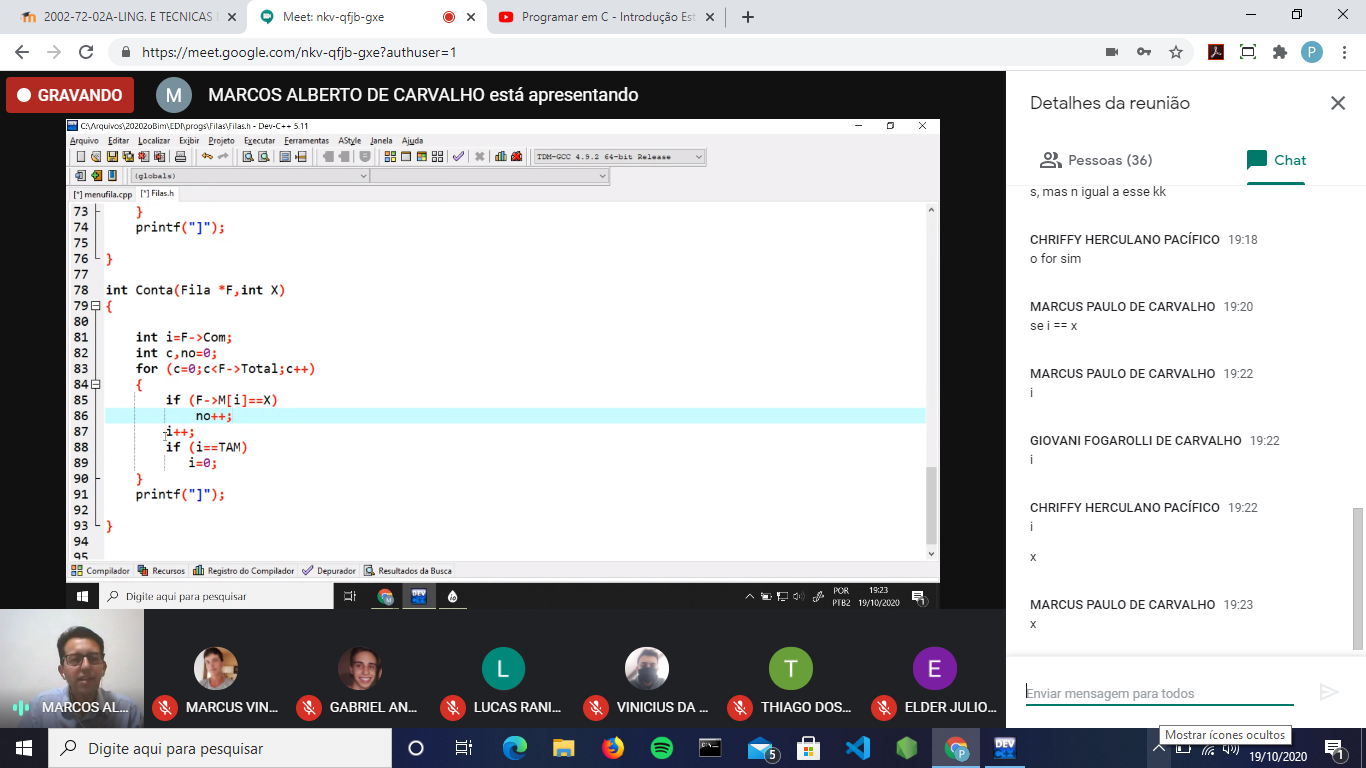 2002-72-02A-LING. E TECNICAS
Meet: nkv-qfjb-gxe
Programar em C - Introdução Est
https://meet.google.com/nkv-qfjb-gxe?authuser=1
P
GRAVANDO
M
MARCOS ALBERTO DE CARVALHO está apresentando
C:\Arquivos\20202oBim\EDI\progs\Filas\Filas.h - Dev-C++ 5.11
Arquivo Editar Localizar Exibir Projeto Executar Ferramentas AStyle Janela Ajuda
TDM-GCC 4.9.2 64-bit Release
(globals)
[*] menufila.cpp [*] Filas.h
73 }
74 printf("]");
75
76 }
77
78 int Conta(Fila *F,int X)
79 {
80
81 int i=F->Com;
82 int c,no=0;
83 for (c=0;c<F->Total;c++)
84 {
85 if (F->M[i]==X)
86 no++;
87 i++;
88 if (i==TAM)
89 i=0;
90 }
91 printf("]");
92
93 }
94
95
Compilador Recursos Registro do Compilador Depurador Resultados da Busca
Digite aqui para pesquisar
DEV
POR
PTB2
19:23
19/10/2020
1
MARCOS AL...
MARCUS VIN...
GABRIEL AN...
L
LUCAS RANI...
VINICIUS DA ...
T
THIAGO DOS...
E
ELDER JULIO...
Detalhes da reunião
Pessoas (36)
Chat
s, mas n igual a esse kk
CHRIFFY HERCULANO PACÍFICO 19:18
o for sim
MARCUS PAULO DE CARVALHO 19:20
se i == x
MARCUS PAULO DE CARVALHO 19:22
i
GIOVANI FOGAROLLI DE CARVALHO 19:22
i
CHRIFFY HERCULANO PACÍFICO 19:22
i
x
MARCUS PAULO DE CARVALHO 19:23
x
Enviar mensagem para todos
Mostrar ícones ocultos
Digite aqui para pesquisar
5
P
DEV
19/10/2020
1